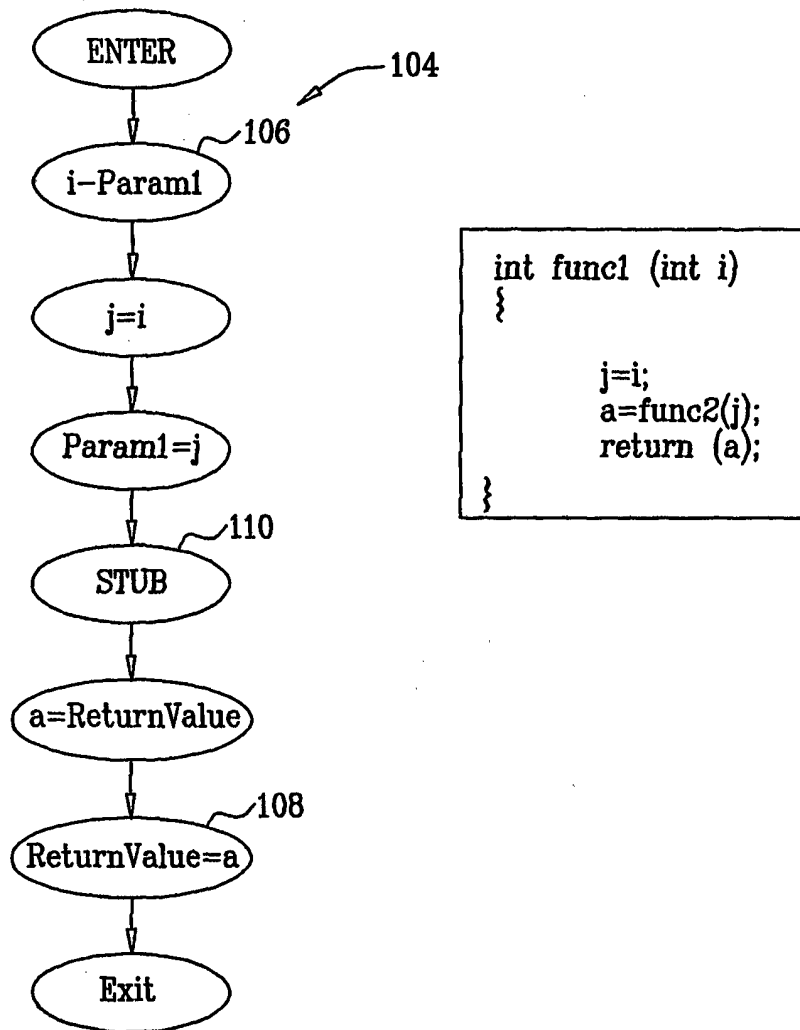 ENTER
104
106
i-Param1
j=i
Param1=j
110
STUB
a=ReturnValue
108
ReturnValue=a
Exit
int func1 (int i)
{
j=i;
a=func2(j);
return (a);
}